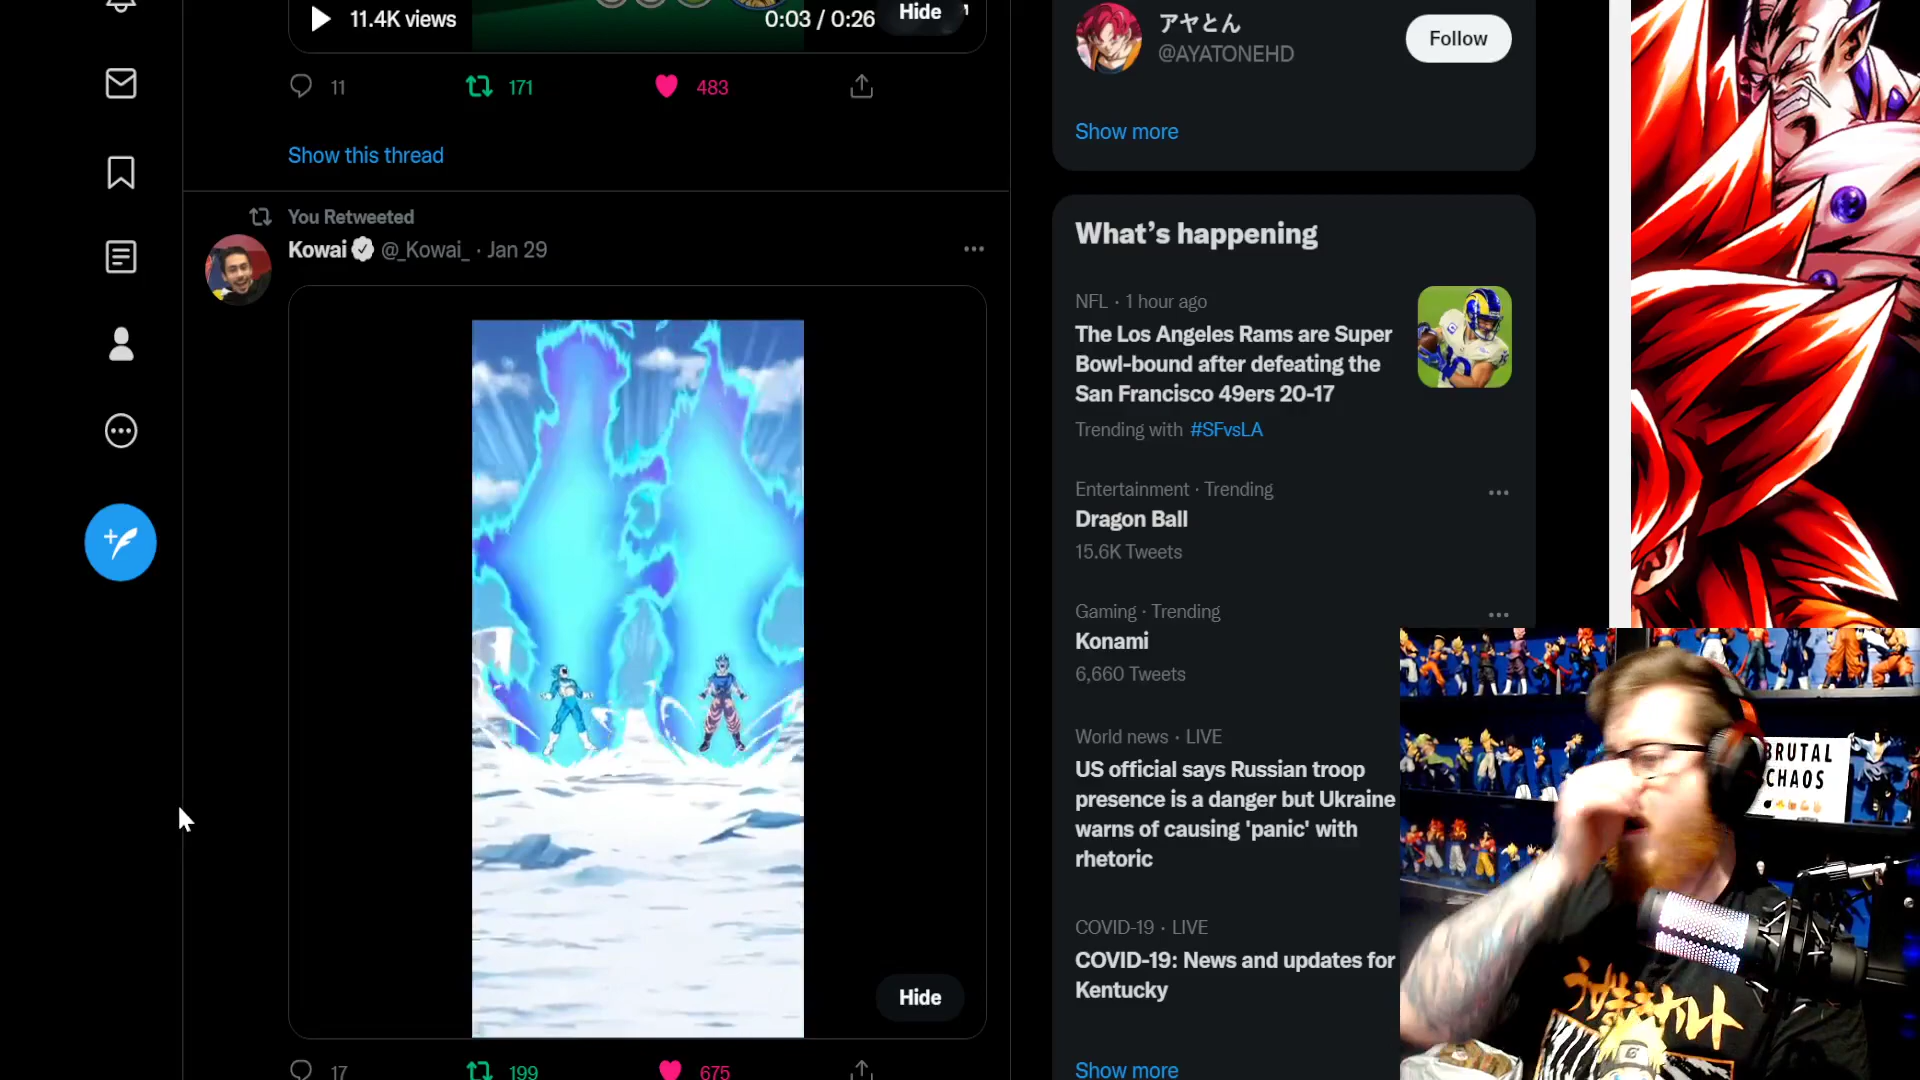 11.4K views
0:03 / 0:26
Hide
11
171
483
Show this thread
You Retweeted
Kowai @_Kowai_ · Jan 29
Hide
17
199
675
アヤとん
@AYATONEHD
Follow
Show more
What's happening
NFL · 1 hour ago
The Los Angeles Rams are Super
Bowl-bound after defeating the
San Francisco 49ers 20-17
Trending with #SFvsLA
Entertainment · Trending
Dragon Ball
15.6K Tweets
Gaming · Trending
Konami
6,660 Tweets
World news · LIVE
US official says Russian troop
presence is a danger but Ukraine
warns of causing 'panic' with
rhetoric
COVID-19 · LIVE
COVID-19: News and updates for
Kentucky
Show more
BRUTAL
CHAOS